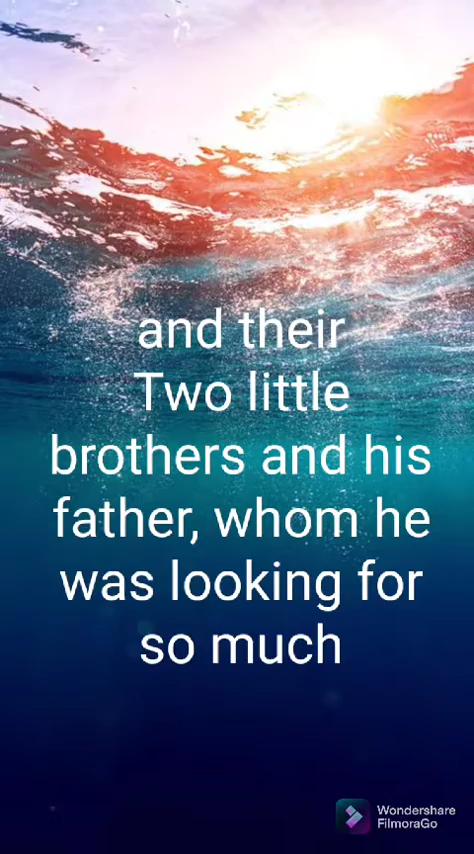 and their
Two little
brothers and his
father, whom he
was looking for
so much
Wondershare
FilmoraGo